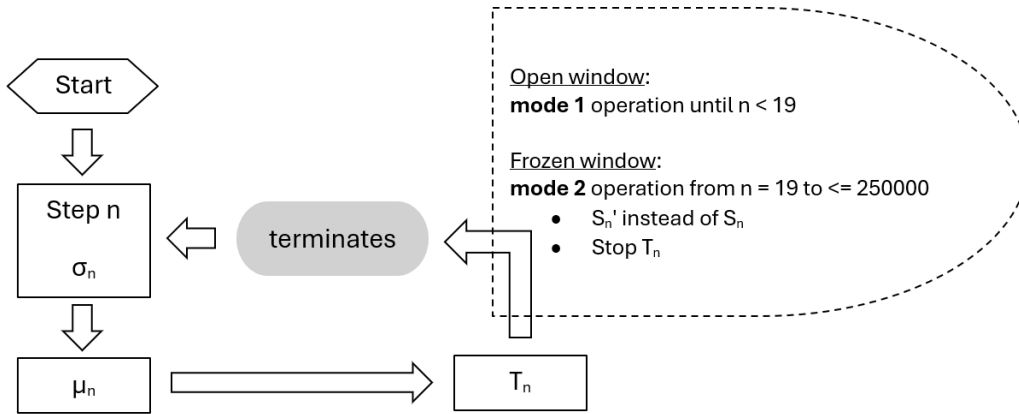 Start
Step n
σₙ
μₙ
Tₙ
terminates
Open window:
mode 1 operation until n < 19
Frozen window:
mode 2 operation from n = 19 to <= 250000
• Sₙ' instead of Sₙ
• Stop Tₙ